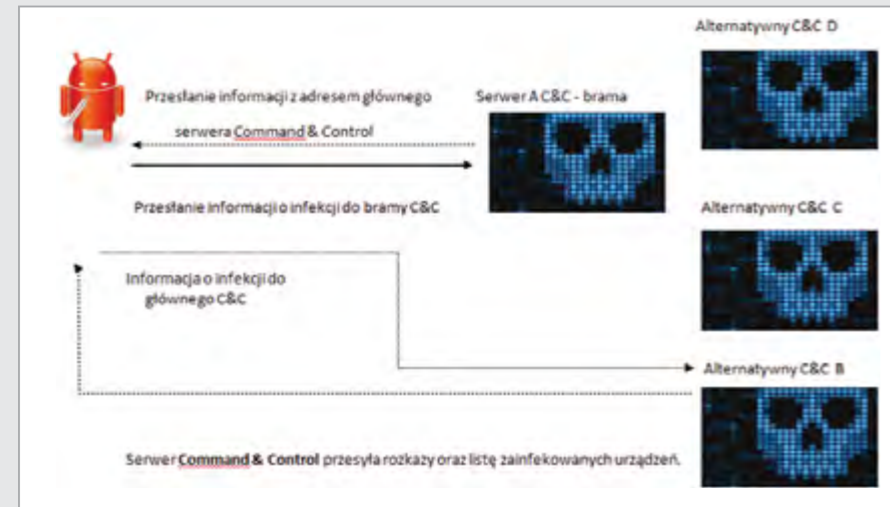 Alternatywny C&C D
Przesłanie informacji z adresem głównego
serwera Command & Control
Serwer A C&C - brama
Przesłanie informacji o infekcji do bramy C&C
Alternatywny C&C C
Informacja o infekcji do
głównego C&C
Alternatywny C&C B
Serwer Command & Control przesyła rozkazy oraz listę zainfekowanych urządzeń.